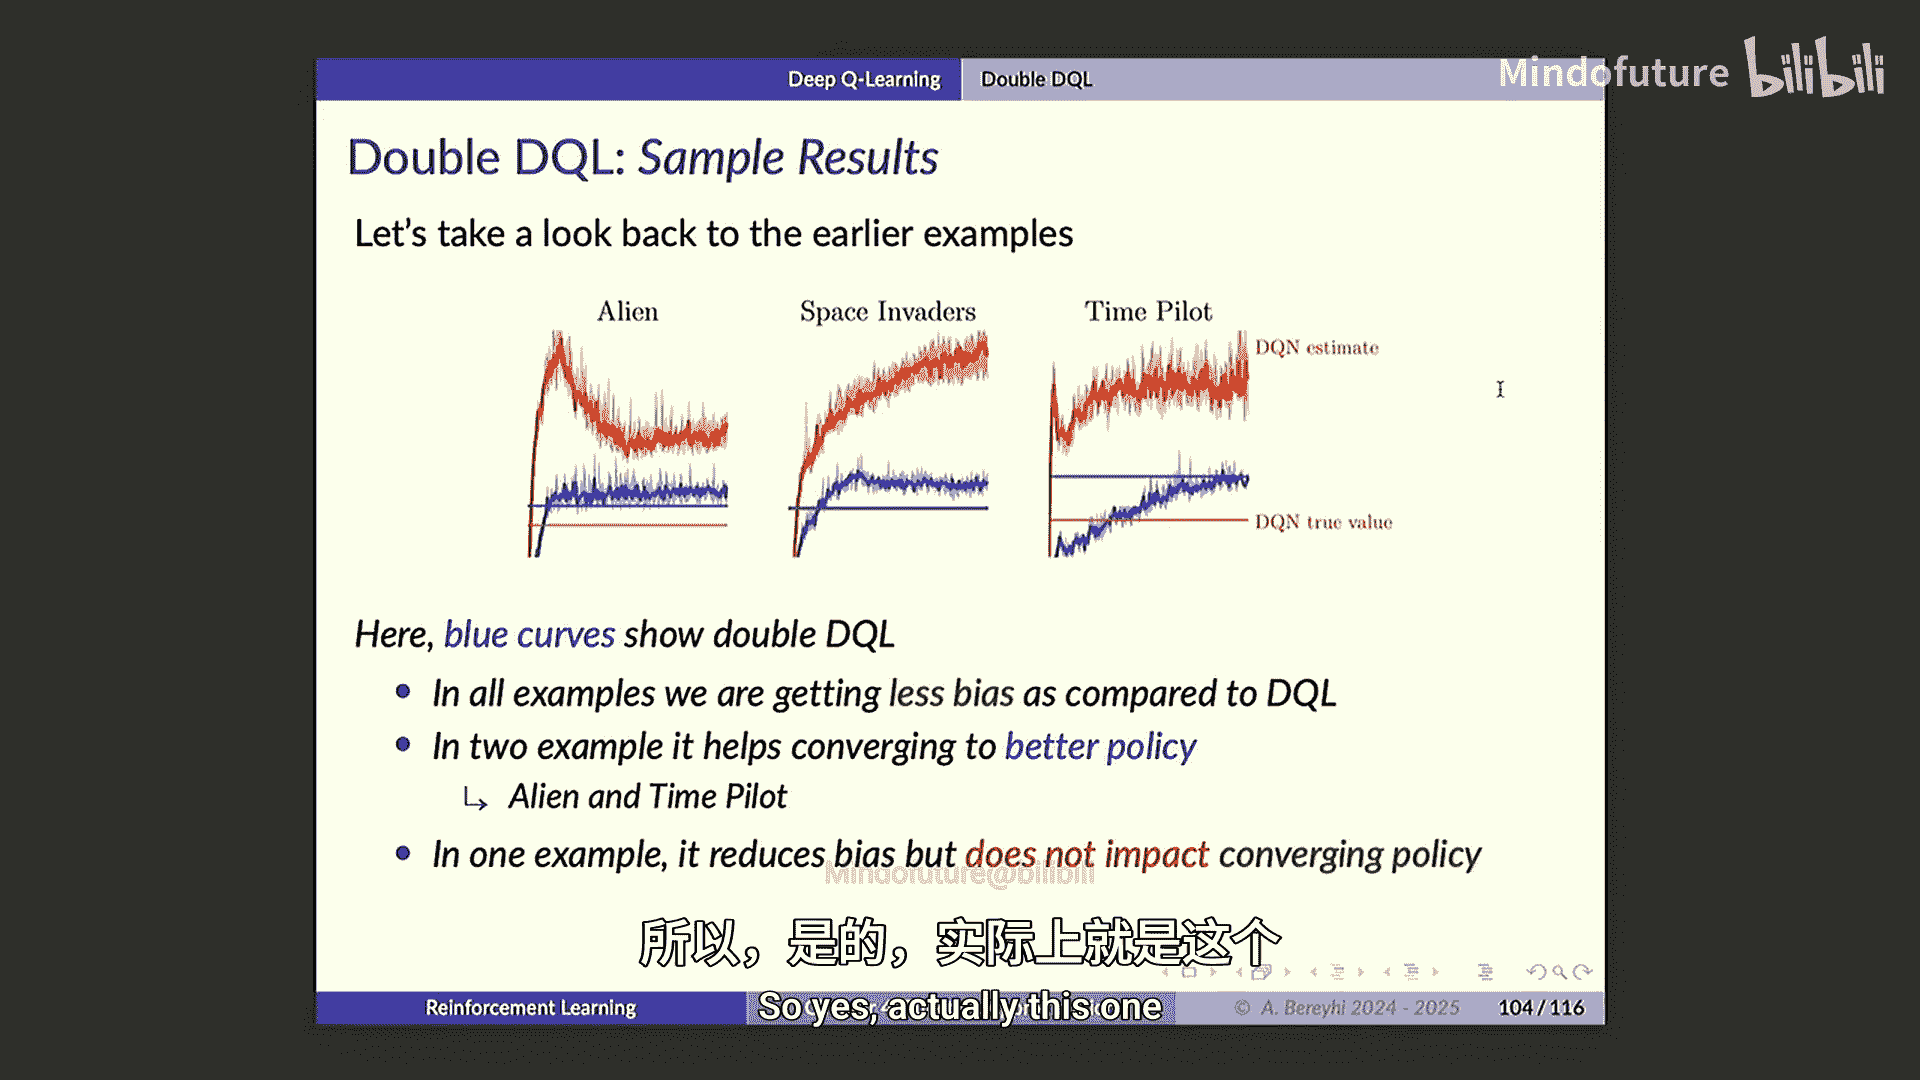 Mindofuture bilibili
Deep Q-Learning Double DQL
Double DQL: Sample Results
Let's take a look back to the earlier examples
Alien Space Invaders Time Pilot
DQN estimate
DQN true value
Here, blue curves show double DQL
In all examples we are getting less bias as compared to DQL
In two example it helps converging to better policy
Alien and Time Pilot
In one example, it reduces bias but does not impact converging policy
Mindofuture@bilibili
所以，是的，实际上就是这个
So yes, actually this one
Reinforcement Learning © A. Bereyhi 2024 - 2025 104 / 116